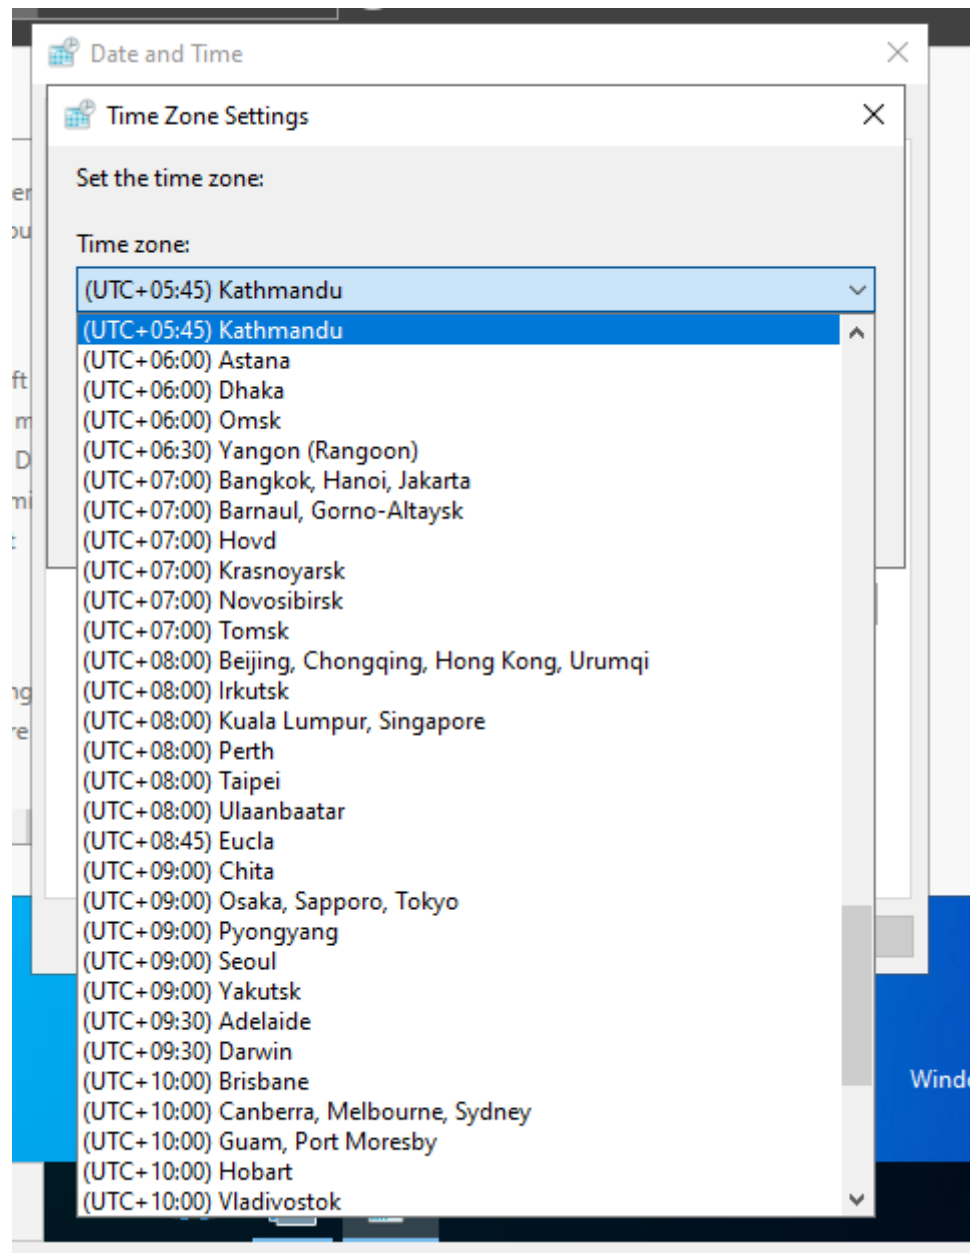 Date and Time
Time Zone Settings
Set the time zone:
Time zone:
(UTC+05:45) Kathmandu
(UTC+05:45) Kathmandu
(UTC+06:00) Astana
(UTC+06:00) Dhaka
(UTC+06:00) Omsk
(UTC+06:30) Yangon (Rangoon)
(UTC+07:00) Bangkok, Hanoi, Jakarta
(UTC+07:00) Barnaul, Gorno-Altaysk
(UTC+07:00) Hovd
(UTC+07:00) Krasnoyarsk
(UTC+07:00) Novosibirsk
(UTC+07:00) Tomsk
(UTC+08:00) Beijing, Chongqing, Hong Kong, Urumqi
(UTC+08:00) Irkutsk
(UTC+08:00) Kuala Lumpur, Singapore
(UTC+08:00) Perth
(UTC+08:00) Taipei
(UTC+08:00) Ulaanbaatar
(UTC+08:45) Eucla
(UTC+09:00) Chita
(UTC+09:00) Osaka, Sapporo, Tokyo
(UTC+09:00) Pyongyang
(UTC+09:00) Seoul
(UTC+09:00) Yakutsk
(UTC+09:30) Adelaide
(UTC+09:30) Darwin
(UTC+10:00) Brisbane
(UTC+10:00) Canberra, Melbourne, Sydney
(UTC+10:00) Guam, Port Moresby
(UTC+10:00) Hobart
(UTC+10:00) Vladivostok